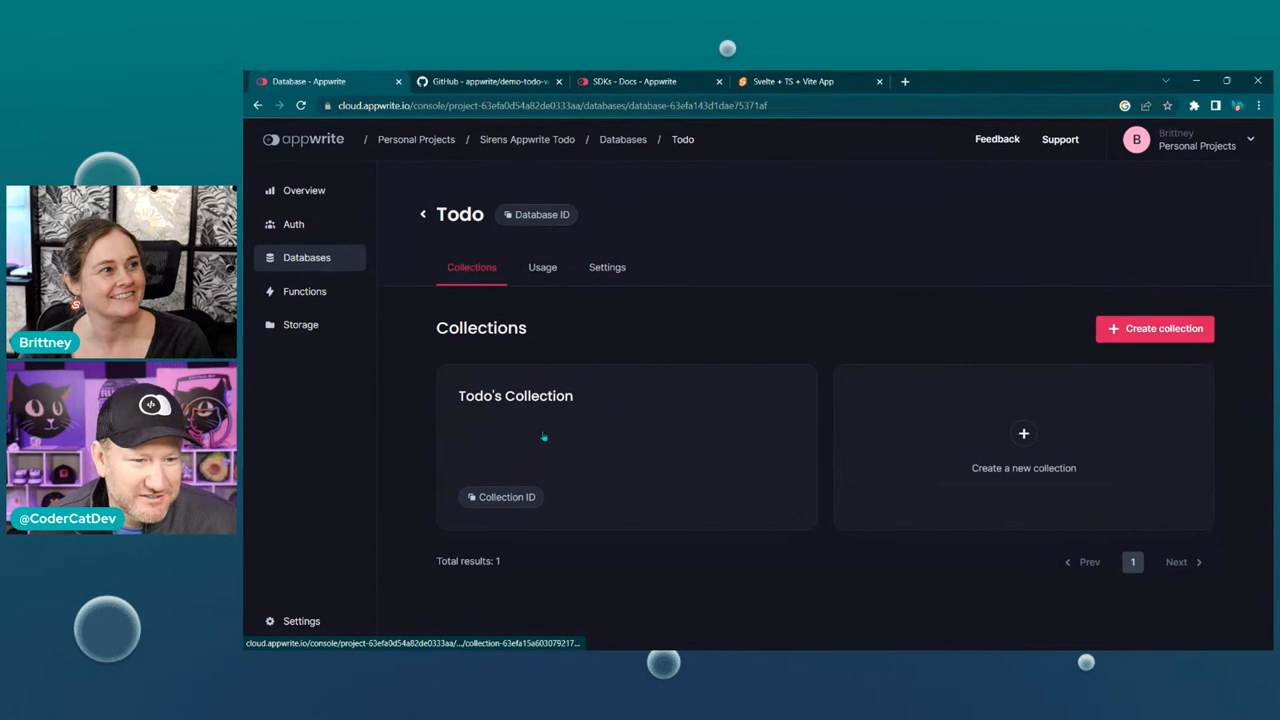 Database - Appwrite
GitHub - appwrite/demo-todo-w
SDKs - Docs - Appwrite
Svelte + TS + Vite App
cloud.appwrite.io/console/project-63efa0d54a82de0333aa/databases/database-63efa143d1dae75371af
appwrite / Personal Projects / Sirens Appwrite Todo / Databases / Todo
Feedback
Support
B
Brittney
Personal Projects
Overview
Auth
Databases
Functions
Storage
Settings
Todo
Database ID
Collections
Usage
Settings
Collections
Create collection
Todo's Collection
Collection ID
Create a new collection
Total results: 1
Prev
1
Next
cloud.appwrite.io/console/project-63efa0d54a82de0333aa/.../collection-63efa15a603079217...
Brittney
@CoderCatDev